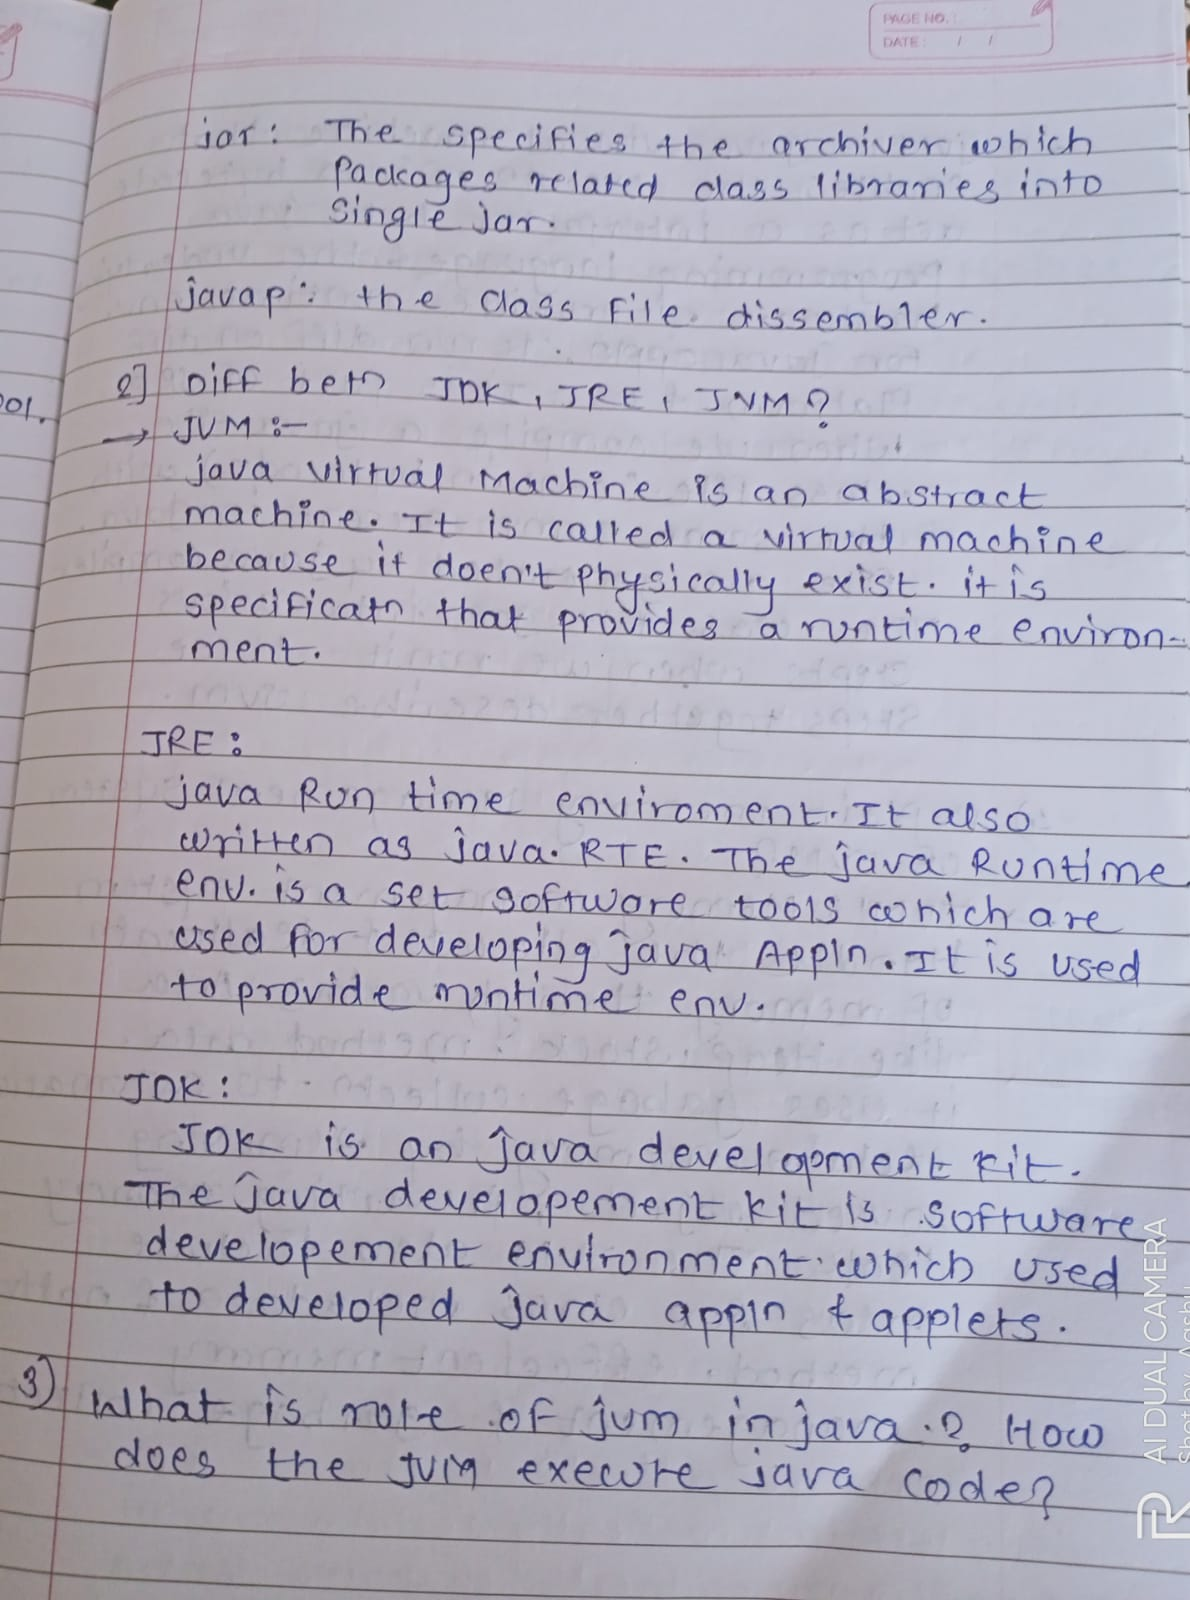 PAGE NO. :
DATE: / /
jar: The specifies the archiver which
Packages related class libraries into
Single jar.
javap: the class File dissembler.
2] Diff betn JDK, JRE, JVM?
001.
→ JVM :-
java virtual Machine is an abstract
machine. It is called a virtual machine
because it doen't physically exist. it is
specificatn that provides a runtime environ-
ment.
JRE:
java Run time enviroment. It also
written as java. RTE. The java Runtime
env. is a set software tools which are
used for developing java Appln. It is used
to provide runtime env.
JDK:
JDK is an java development kit.
The java developement kit is software
developement environment which used
to developed java appln & applets.
3) What is role of jvm in java.? How
does the JVM execure java code?
AI DUAL CAMERA
Shot by